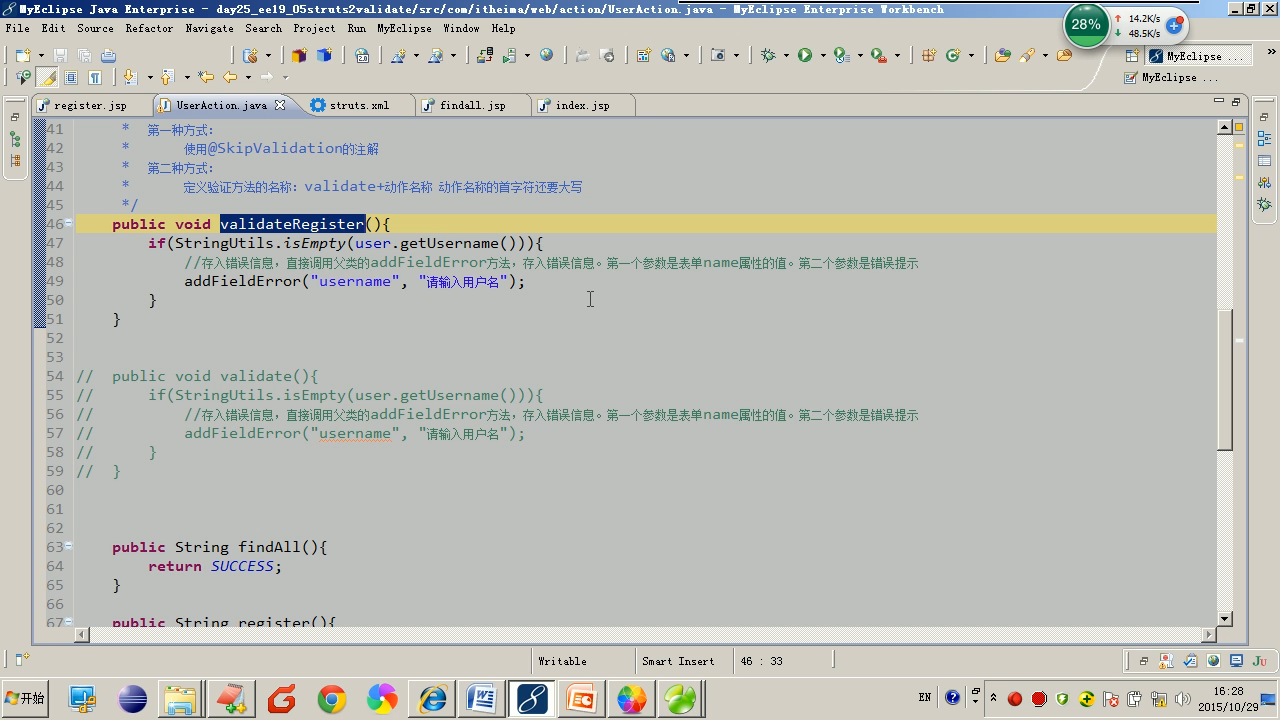 MyEclipse Java Enterprise - day25_ee19_05struts2validate/src/com/itheima/web/action/UserAction.java - MyEclipse Enterprise Workbench
File Edit Source Refactor Navigate Search Project Run MyEclipse Window Help
28%
14.2K/s
48.5K/s
MyEclipse ...
MyEclipse ...
register.jsp UserAction.java struts.xml findall.jsp index.jsp
41 * 第一种方式：
42 * 使用@SkipValidation的注解
43 * 第二种方式：
44 * 定义验证方法的名称：validate+动作名称 动作名称的首字符还要大写
45 */
46 public void validateRegister(){
47 if(StringUtils.isEmpty(user.getUsername())){
48 //存入错误信息，直接调用父类的addFieldError方法，存入错误信息。第一个参数是表单name属性的值。第二个参数是错误提示
49 addFieldError("username", "请输入用户名");
50 }
51 }
52
53
54 // public void validate(){
55 // if(StringUtils.isEmpty(user.getUsername())){
56 // //存入错误信息，直接调用父类的addFieldError方法，存入错误信息。第一个参数是表单name属性的值。第二个参数是错误提示
57 // addFieldError("username", "请输入用户名");
58 // }
59 // }
60
61
62
63 public String findAll(){
64 return SUCCESS;
65 }
66
67 public String register(){
Writable Smart Insert 46 : 33
开始
EN
16:28
2015/10/29